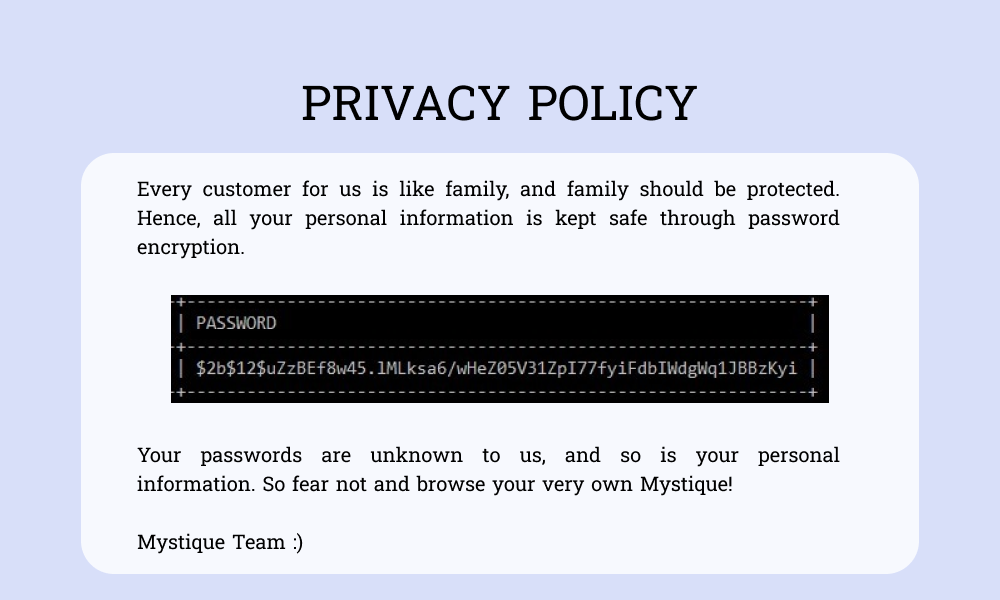 PRIVACY POLICY
Every customer for us is like family, and family should be protected.
Hence, all your personal information is kept safe through password
encryption.
+--------------------------------------------------------------+
| PASSWORD |
+--------------------------------------------------------------+
| $2b$12$uZzBEf8w45.lMLksa6/wHeZ05V31ZpI77fyiFdbIWdgWq1JBBzKyi |
+--------------------------------------------------------------+
Your passwords are unknown to us, and so is your personal
information. So fear not and browse your very own Mystique!
Mystique Team :)